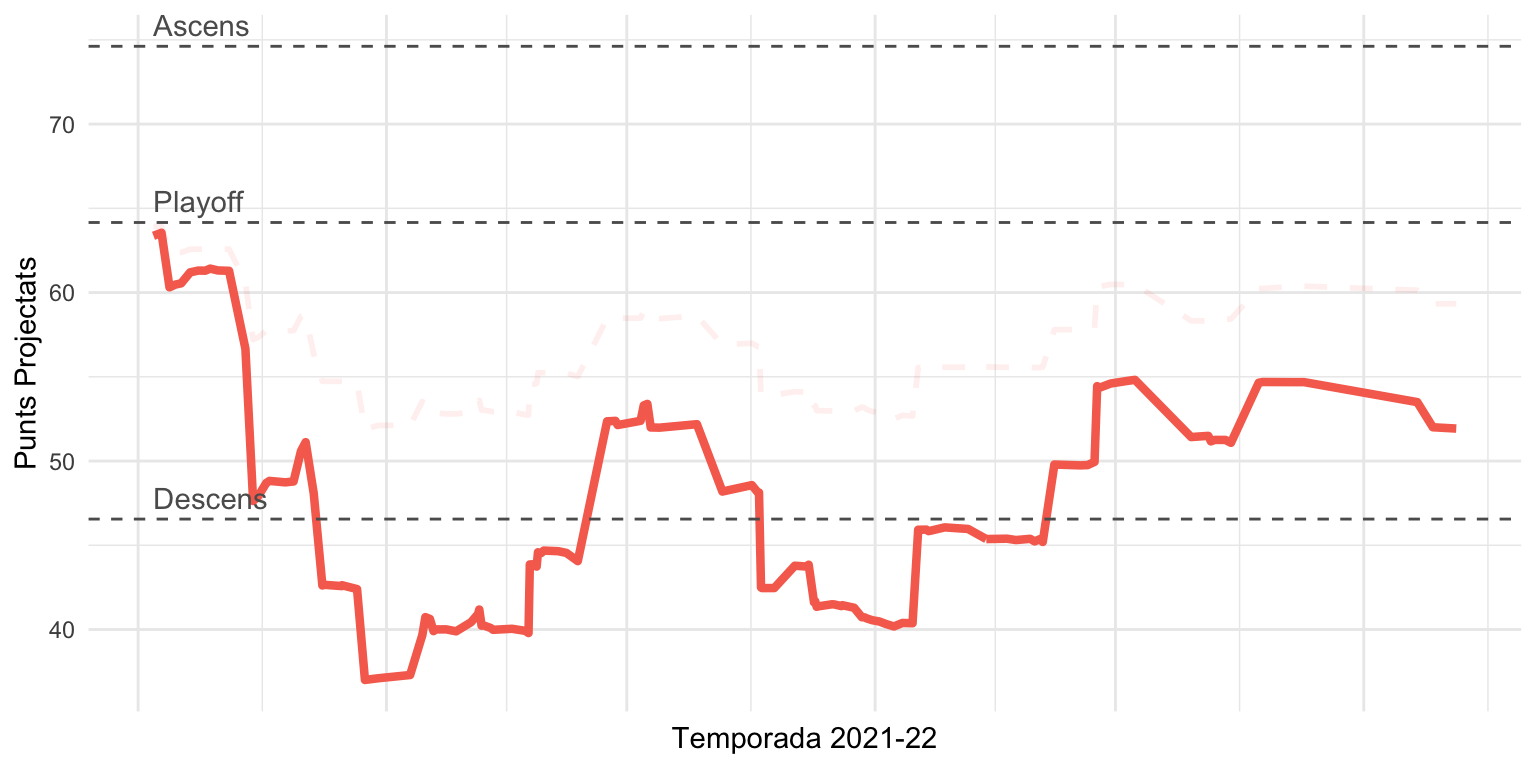 Ascens
70
Playoff
60
Punts Projectats
50
Descens
40
Temporada 2021-22